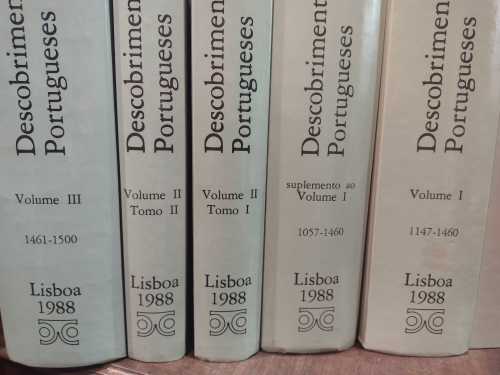 Descobrimen
Portugueses
Volume III
1461-1500
Lisboa
1988
Descobrimen
Portugueses
Volume II
Tomo II
Lisboa
1988
Descobrimen
Portugueses
Volume II
Tomo I
Lisboa
1988
Descobriment
Portugueses
suplemento ao
Volume I
1057-1460
Lisboa
1988
Descobrimen
Portugueses
Volume I
1147-1460
Lisboa
1988